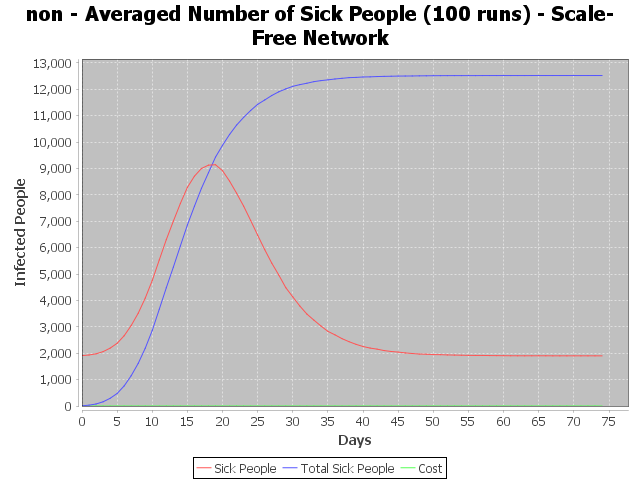 non - Averaged Number of Sick People (100 runs) - Scale-
Free Network
13,000
12,000
11,000
10,000
9,000
8,000
7,000
6,000
5,000
4,000
3,000
2,000
1,000
0
Infected People
0 5 10 15 20 25 30 35 40 45 50 55 60 65 70 75
Days
Sick People Total Sick People Cost